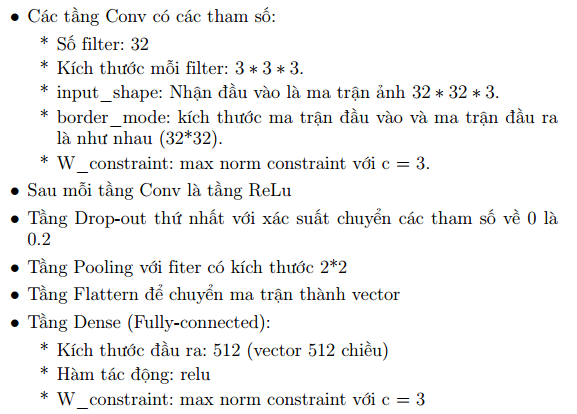 • Các tầng Conv có các tham số:
* Số filter: 32
* Kích thước mỗi filter: 3 ∗ 3 ∗ 3.
* input_shape: Nhận đầu vào là ma trận ảnh 32 ∗ 32 ∗ 3.
* border_mode: kích thước ma trận đầu vào và ma trận đầu ra
là như nhau (32*32).
* W_constraint: max norm constraint với c = 3.
• Sau mỗi tầng Conv là tầng ReLu
• Tầng Drop-out thứ nhất với xác suất chuyển các tham số về 0 là
0.2
• Tầng Pooling với fiter có kích thước 2*2
• Tầng Flattern để chuyển ma trận thành vector
• Tầng Dense (Fully-connected):
* Kích thước đầu ra: 512 (vector 512 chiều)
* Hàm tác động: relu
* W_constraint: max norm constraint với c = 3